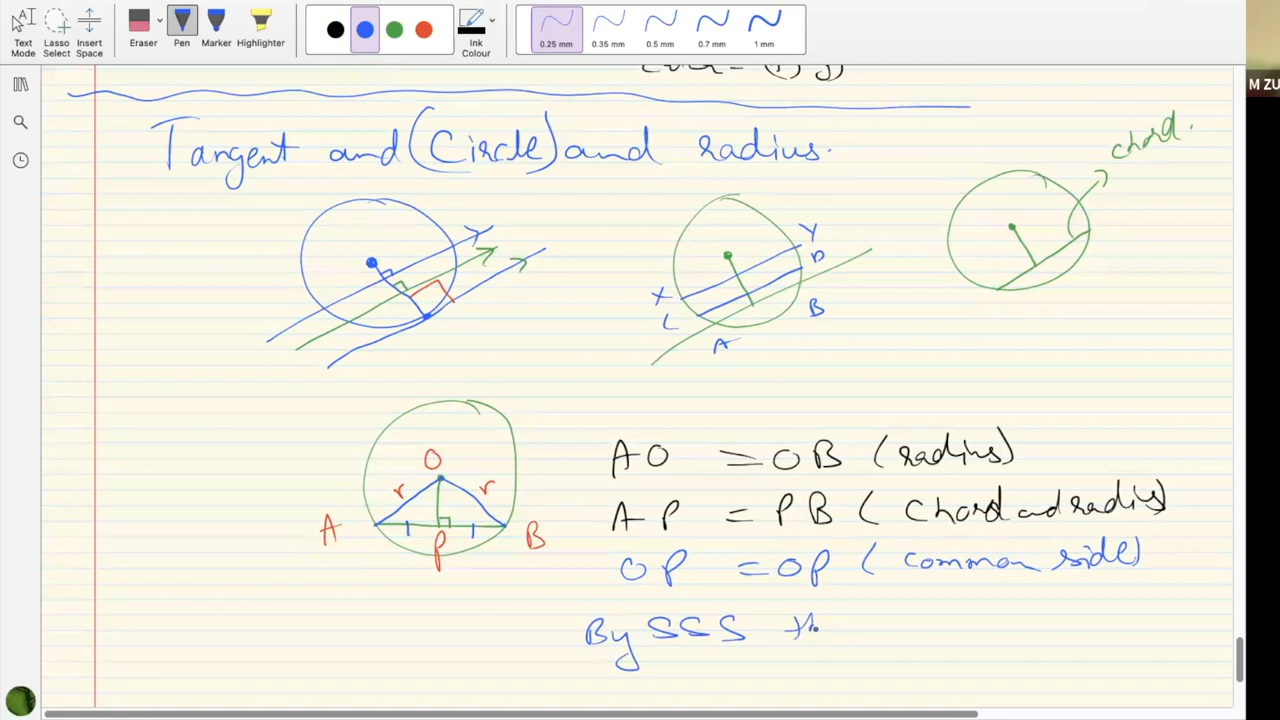 Text Mode
Lasso Select
Insert Space
Eraser
Pen
Marker
Highlighter
Ink Colour
0.25 mm
0.35 mm
0.5 mm
0.7 mm
1 mm
M ZU
Tangent and (Circle) and radius.
chord.
Y
D
X
L
B
A
O
r r
A P B
AO = OB (radius)
AP = PB (Chord and radius)
OP = OP (common side)
By SSS th